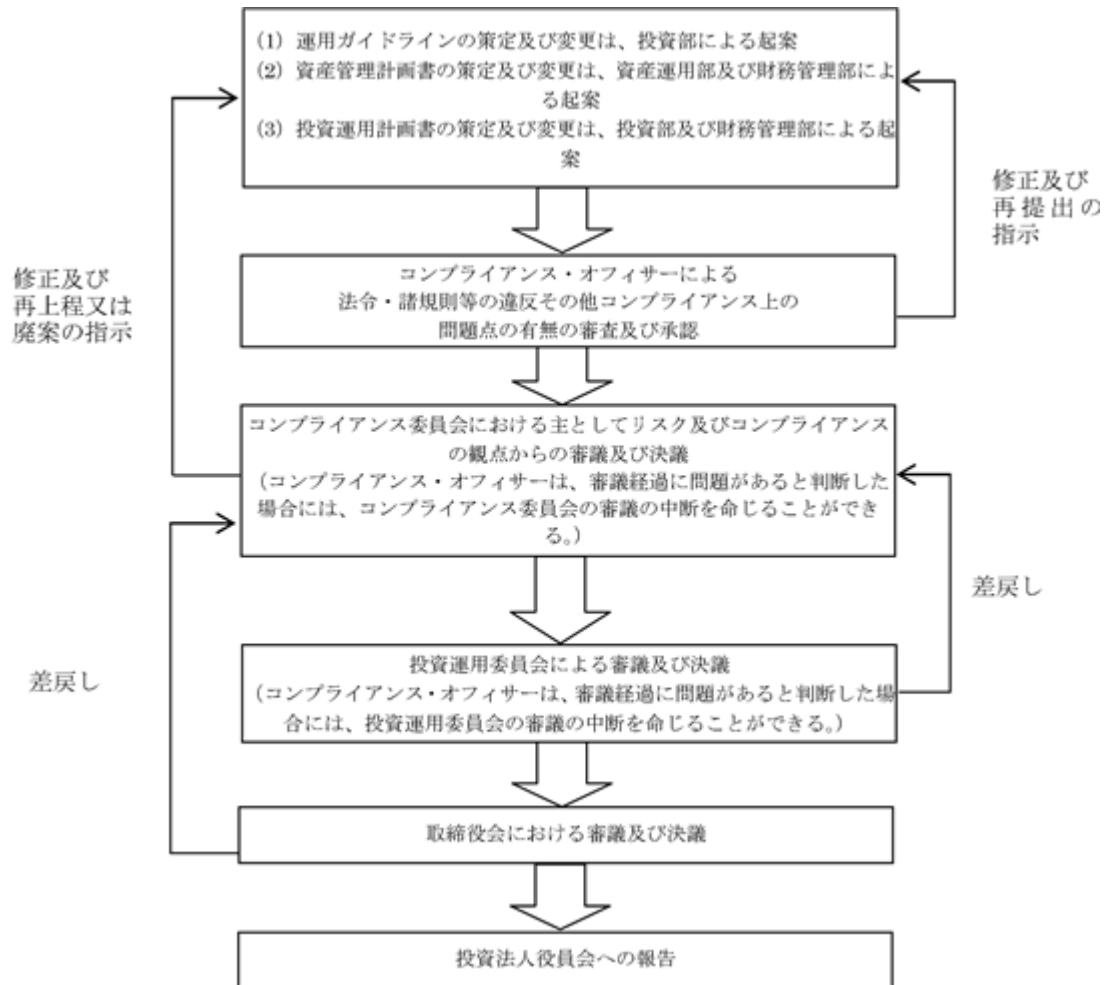 (1) 運用ガイドラインの策定及び変更は、投資部による起案
(2) 資産管理計画書の策定及び変更は、資産運用部及び財務管理部によ
る起案
(3) 投資運用計画書の策定及び変更は、投資部及び財務管理部による起
案
修正及び
再提出の
指示
コンプライアンス・オフィサーによる
法令・諸規則等の違反その他コンプライアンス上の
問題点の有無の審査及び承認
修正及び
再上程又は
廃案の指示
コンプライアンス委員会における主としてリスク及びコンプライアンス
の観点からの審議及び決議
(コンプライアンス・オフィサーは、審議経過に問題があると判断した
場合には、コンプライアンス委員会の審議の中断を命じることができ
る。)
差戻し
投資運用委員会による審議及び決議
(コンプライアンス・オフィサーは、審議経過に問題があると判断した場
合には、投資運用委員会の審議の中断を命じることができる。)
差戻し
取締役会における審議及び決議
投資法人役員会への報告